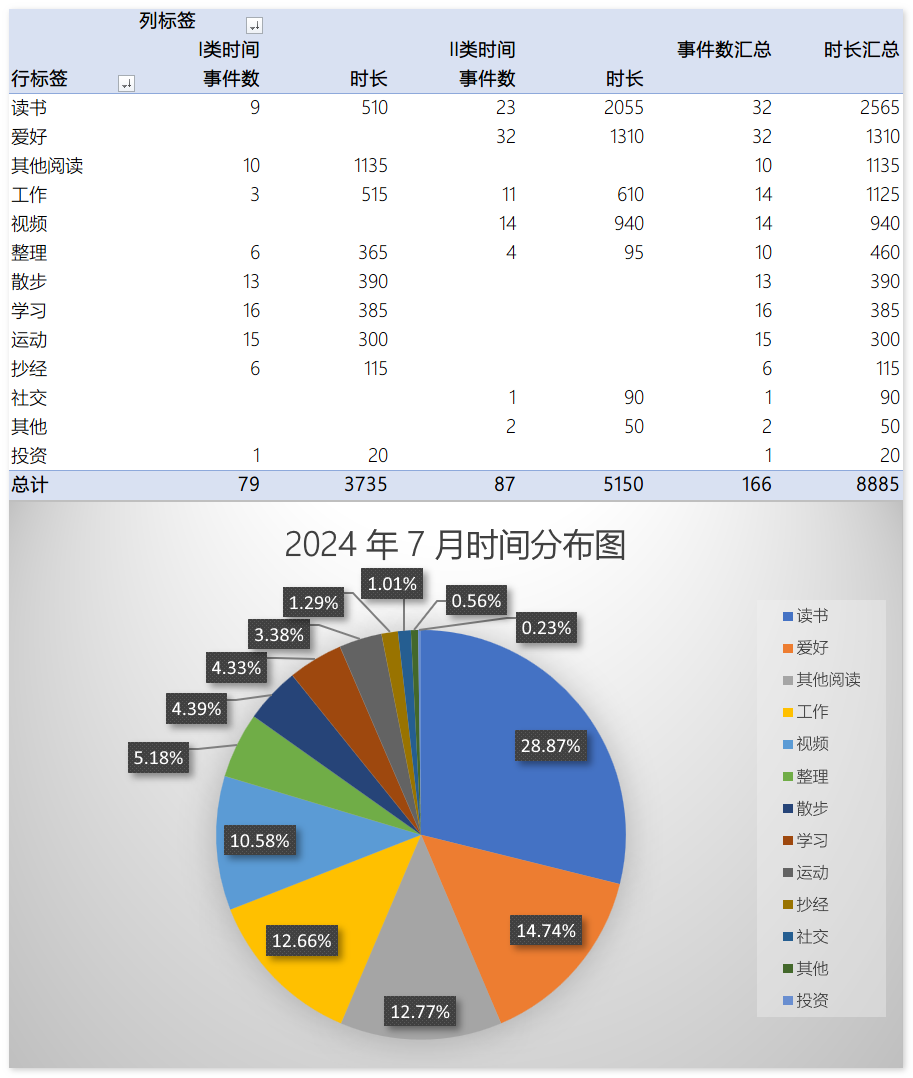 列标签
I类时间 II类时间 事件数汇总 时长汇总
行标签 事件数 时长 事件数 时长
读书 9 510 23 2055 32 2565
爱好 32 1310 32 1310
其他阅读 10 1135 10 1135
工作 3 515 11 610 14 1125
视频 14 940 14 940
整理 6 365 4 95 10 460
散步 13 390 13 390
学习 16 385 16 385
运动 15 300 15 300
抄经 6 115 6 115
社交 1 90 1 90
其他 2 50 2 50
投资 1 20 1 20
总计 79 3735 87 5150 166 8885
2024 年 7 月时间分布图
1.01%
1.29%
0.56%
3.38%
0.23%
4.33%
4.39%
5.18%
28.87%
10.58%
12.66%
14.74%
12.77%
读书
爱好
其他阅读
工作
视频
整理
散步
学习
运动
抄经
社交
其他
投资